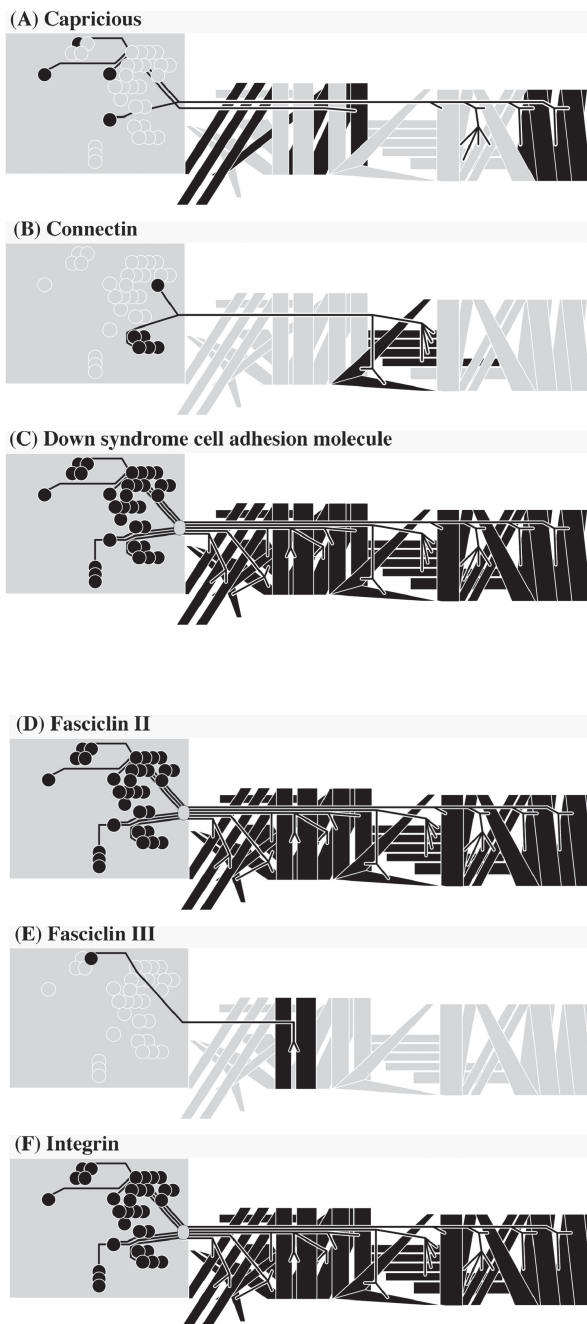 (A) Capricious
(B) Connectin
(C) Down syndrome cell adhesion molecule
(D) Fasciclin II
(E) Fasciclin III
(F) Integrin